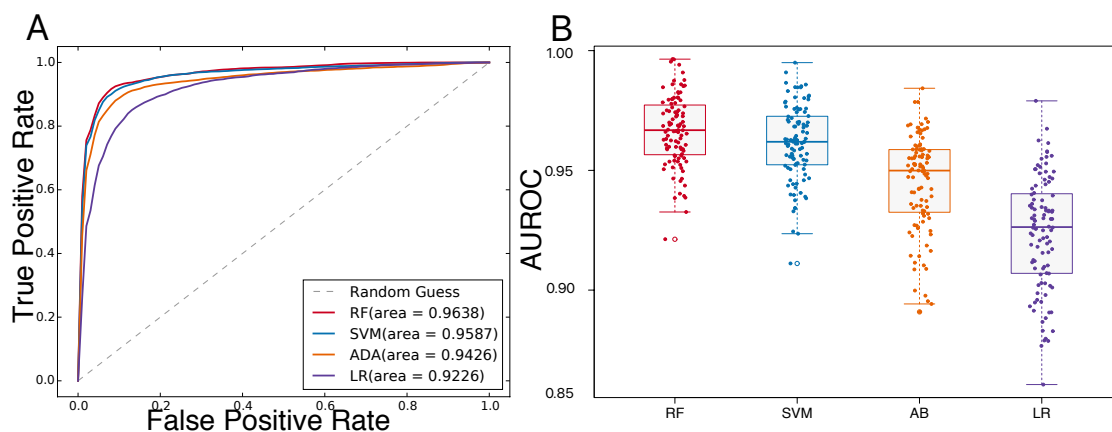 A
True Positive Rate
1.0
0.8
0.6
0.4
0.2
0.0
Random Guess
RF(area = 0.9638)
SVM(area = 0.9587)
ADA(area = 0.9426)
LR(area = 0.9226)
0.0
0.2
0.4
0.6
0.8
1.0
False Positive Rate
B
AUROC
1.00
0.95
0.90
0.85
RF
SVM
AB
LR